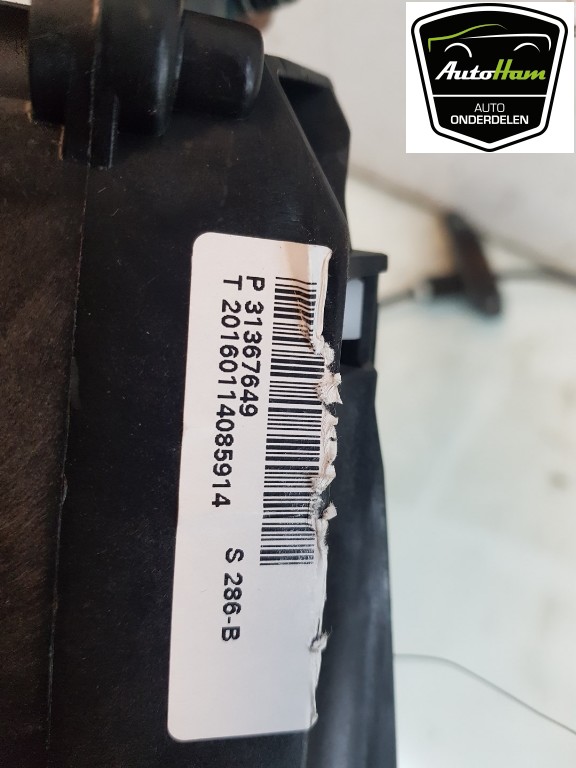 AutoHam
AUTO
ONDERDELEN
P 31367649
T 20160114085914
S 286-B